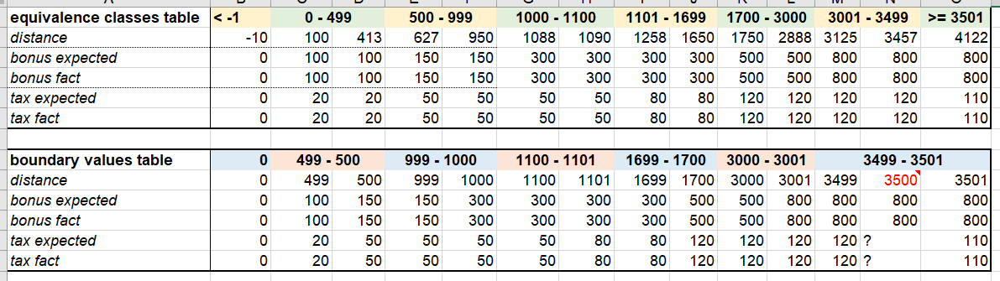 equivalence classes table < -1 0 - 499 500 - 999 1000 - 1100 1101 - 1699 1700 - 3000 3001 - 3499 >= 3501
distance -10 100 413 627 950 1088 1090 1258 1650 1750 2888 3125 3457 4122
bonus expected 0 100 100 150 150 300 300 300 300 500 500 800 800 800
bonus fact 0 100 100 150 150 300 300 300 300 500 500 800 800 800
tax expected 0 20 20 50 50 50 50 80 80 120 120 120 120 110
tax fact 0 20 20 50 50 50 50 80 80 120 120 120 120 110
boundary values table 0 499 - 500 999 - 1000 1100 - 1101 1699 - 1700 3000 - 3001 3499 - 3501
distance 0 499 500 999 1000 1100 1101 1699 1700 3000 3001 3499 3500 3501
bonus expected 0 100 150 150 300 300 300 300 500 500 800 800 800 800
bonus fact 0 100 150 150 300 300 300 300 500 500 800 800 800 800
tax expected 0 20 50 50 50 50 80 80 120 120 120 120 ? 110
tax fact 0 20 50 50 50 50 80 80 120 120 120 120 ? 110